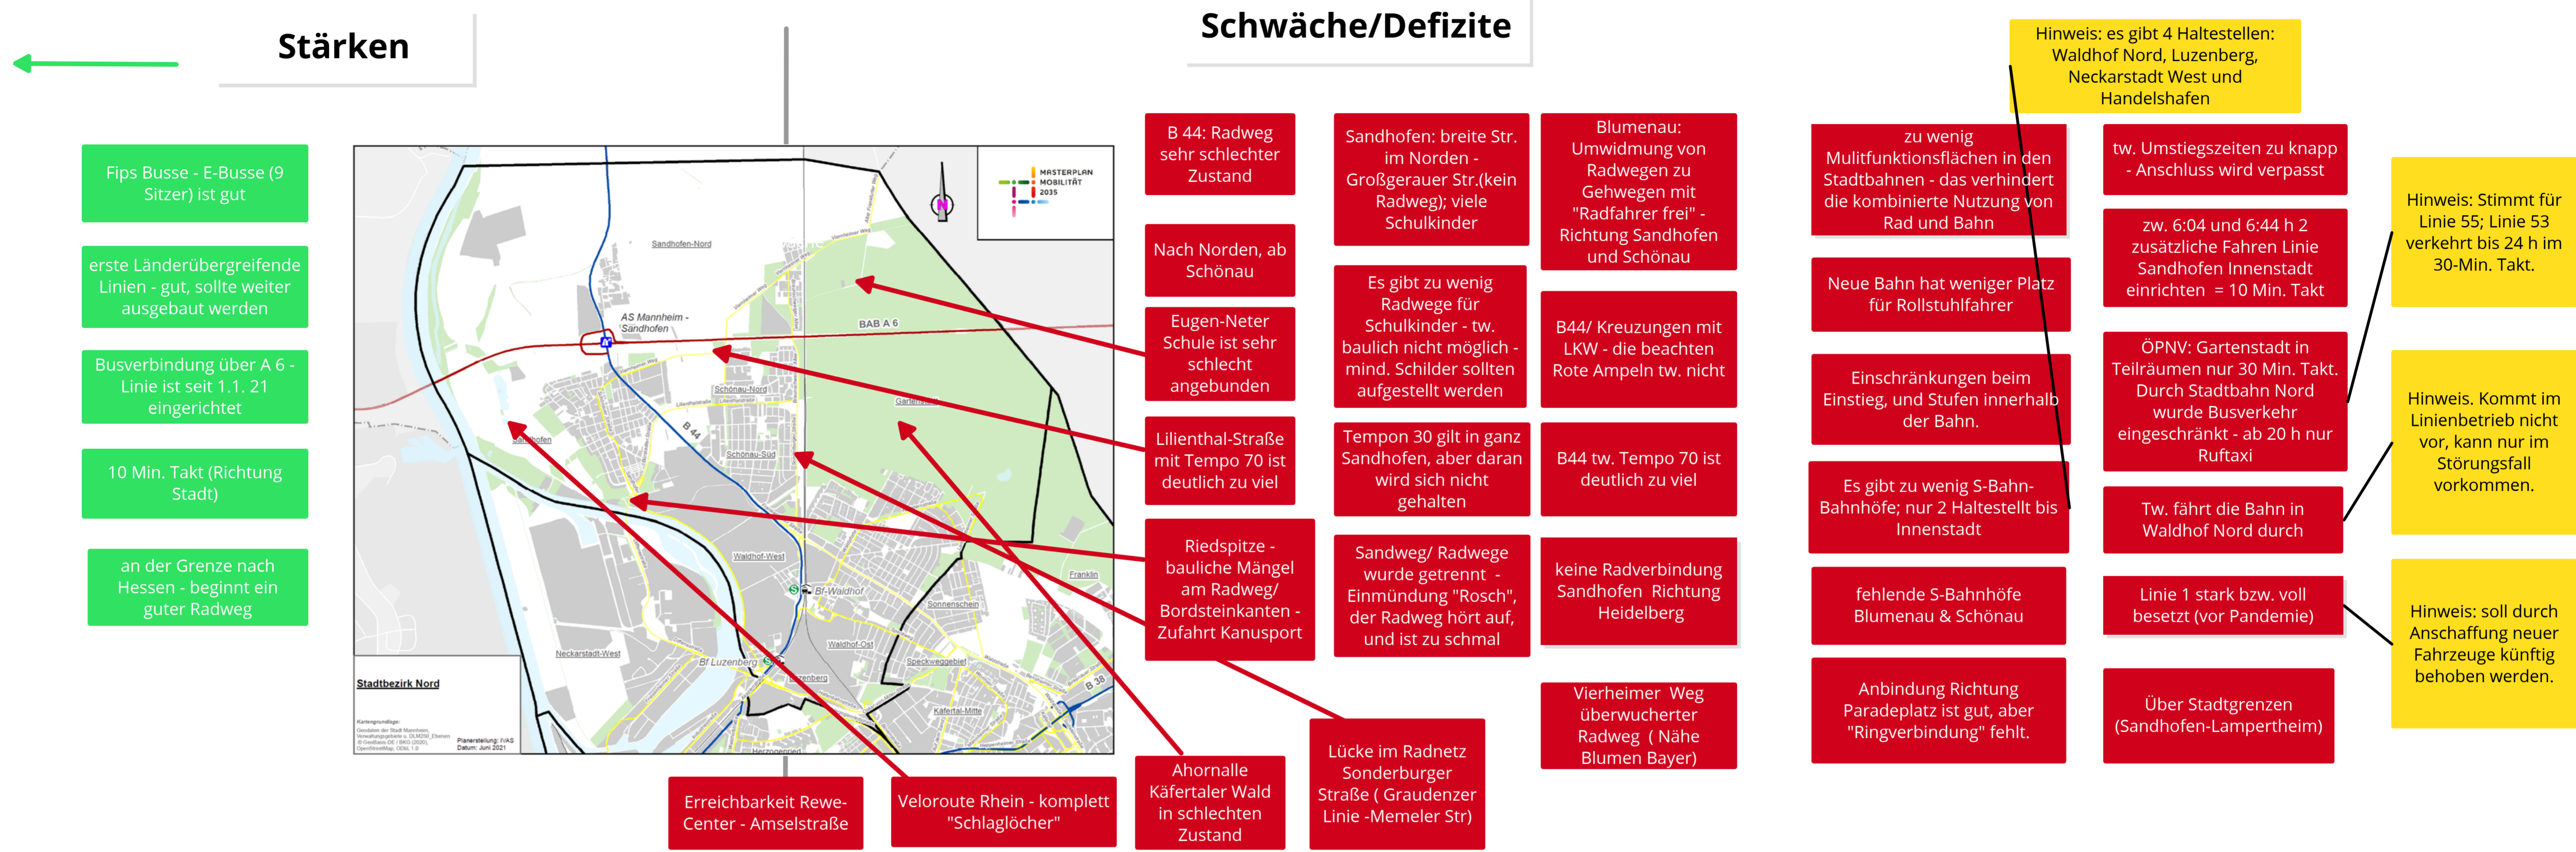 Stärken
Schwäche/Defizite
Fips Busse - E-Busse (9
Sitzer) ist gut
erste Länderübergreifende
Linien - gut, sollte weiter
ausgebaut werden
Busverbindung über A 6 -
Linie ist seit 1.1. 21
eingerichtet
10 Min. Takt (Richtung
Stadt)
an der Grenze nach
Hessen - beginnt ein
guter Radweg
MASTERPLAN
MOBILITÄT
2035
N
Sandhofen-Nord
AS Mannheim -
Sandhofen
BAB A 6
Schönau-Nord
B 44
Schönau-Süd
Waldhof-West
Bf-Waldhof
Franklin
Sonnenschein
Waldhof-Ost
Neckarstadt-West
Bf Luzenberg
Speckweggebiet
Käfertal-Mitte
B 38
Stadtbezirk Nord
Kartengrundlage:
Planerstellung: IVAS
Datum: Juni 2021
B 44: Radweg
sehr schlechter
Zustand
Nach Norden, ab
Schönau
Eugen-Neter
Schule ist sehr
schlecht
angebunden
Lilienthal-Straße
mit Tempo 70 ist
deutlich zu viel
Riedspitze -
bauliche Mängel
am Radweg/
Bordsteinkanten -
Zufahrt Kanusport
Erreichbarkeit Rewe-
Center - Amselstraße
Veloroute Rhein - komplett
"Schlaglöcher"
Ahornalle
Käfertaler Wald
in schlechten
Zustand
Lücke im Radnetz
Sonderburger
Straße ( Graudenzer
Linie -Memeler Str)
Sandhofen: breite Str.
im Norden -
Großgerauer Str.(kein
Radweg); viele
Schulkinder
Es gibt zu wenig
Radwege für
Schulkinder - tw.
baulich nicht möglich -
mind. Schilder sollten
aufgestellt werden
Tempon 30 gilt in ganz
Sandhofen, aber daran
wird sich nicht
gehalten
Sandweg/ Radwege
wurde getrennt -
Einmündung "Rosch",
der Radweg hört auf,
und ist zu schmal
Blumenau:
Umwidmung von
Radwegen zu
Gehwegen mit
"Radfahrer frei" -
Richtung Sandhofen
und Schönau
B44/ Kreuzungen mit
LKW - die beachten
Rote Ampeln tw. nicht
B44 tw. Tempo 70 ist
deutlich zu viel
keine Radverbindung
Sandhofen Richtung
Heidelberg
Vierheimer Weg
überwucherter
Radweg ( Nähe
Blumen Bayer)
Hinweis: es gibt 4 Haltestellen:
Waldhof Nord, Luzenberg,
Neckarstadt West und
Handelshafen
zu wenig
Mulitfunktionsflächen in den
Stadtbahnen - das verhindert
die kombinierte Nutzung von
Rad und Bahn
Neue Bahn hat weniger Platz
für Rollstuhlfahrer
Einschränkungen beim
Einstieg, und Stufen innerhalb
der Bahn.
Es gibt zu wenig S-Bahn-
Bahnhöfe; nur 2 Haltestellt bis
Innenstadt
fehlende S-Bahnhöfe
Blumenau & Schönau
Anbindung Richtung
Paradeplatz ist gut, aber
"Ringverbindung" fehlt.
tw. Umstiegszeiten zu knapp
- Anschluss wird verpasst
zw. 6:04 und 6:44 h 2
zusätzliche Fahren Linie
Sandhofen Innenstadt
einrichten = 10 Min. Takt
ÖPNV: Gartenstadt in
Teilräumen nur 30 Min. Takt.
Durch Stadtbahn Nord
wurde Busverkehr
eingeschränkt - ab 20 h nur
Ruftaxi
Tw. fährt die Bahn in
Waldhof Nord durch
Linie 1 stark bzw. voll
besetzt (vor Pandemie)
Über Stadtgrenzen
(Sandhofen-Lampertheim)
Hinweis: Stimmt für
Linie 55; Linie 53
verkehrt bis 24 h im
30-Min. Takt.
Hinweis. Kommt im
Linienbetrieb nicht
vor, kann nur im
Störungsfall
vorkommen.
Hinweis: soll durch
Anschaffung neuer
Fahrzeuge künftig
behoben werden.